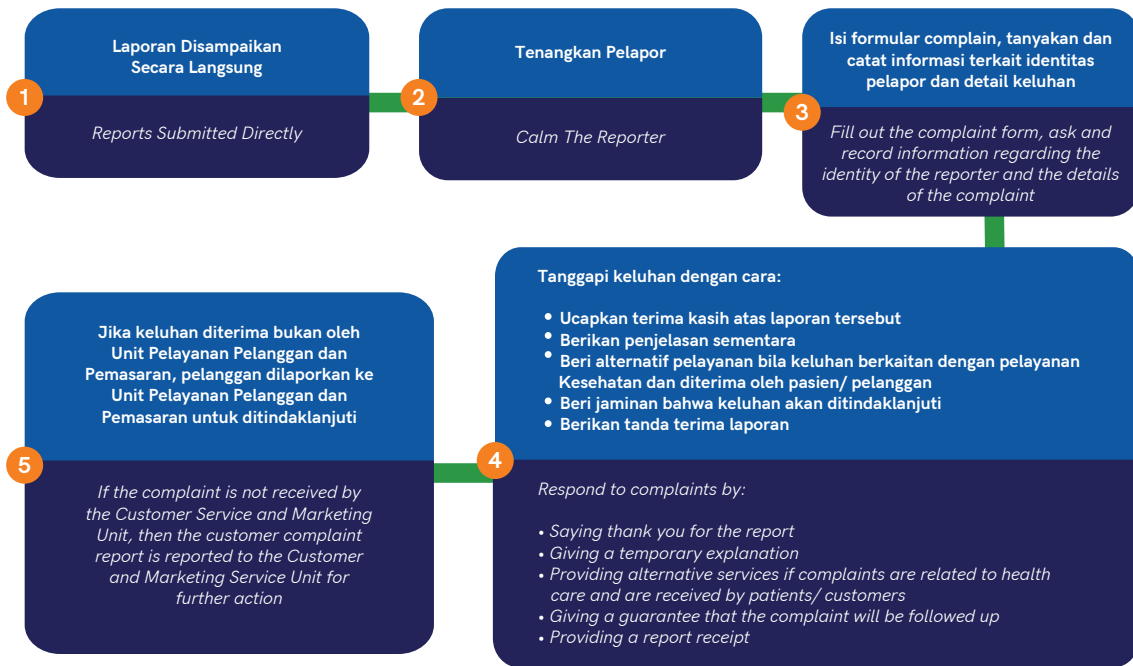 1
Laporan Disampaikan
Secara Langsung
Reports Submitted Directly
2
Tenangkan Pelapor
Calm The Reporter
3
Isi formular complain, tanyakan dan
catat informasi terkait identitas
pelapor dan detail keluhan
Fill out the complaint form, ask and
record information regarding the
identity of the reporter and the details
of the complaint
4
Tanggapi keluhan dengan cara:
• Ucapkan terima kasih atas laporan tersebut
• Berikan penjelasan sementara
• Beri alternatif pelayanan bila keluhan berkaitan dengan pelayanan
Kesehatan dan diterima oleh pasien/ pelanggan
• Beri jaminan bahwa keluhan akan ditindaklanjuti
• Berikan tanda terima laporan
Respond to complaints by:
• Saying thank you for the report
• Giving a temporary explanation
• Providing alternative services if complaints are related to health
care and are received by patients/ customers
• Giving a guarantee that the complaint will be followed up
• Providing a report receipt
5
Jika keluhan diterima bukan oleh
Unit Pelayanan Pelanggan dan
Pemasaran, pelanggan dilaporkan ke
Unit Pelayanan Pelanggan dan
Pemasaran untuk ditindaklanjuti
If the complaint is not received by
the Customer Service and Marketing
Unit, then the customer complaint
report is reported to the Customer
and Marketing Service Unit for
further action